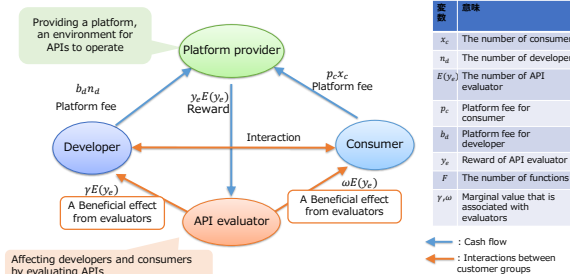 Providing a platform,
an environment for
APIs to operate
Platform provider
b_d n_d
Platform fee
y_e E(y_e)
Reward
p_c x_c
Platform fee
Interaction
Developer
Consumer
γE(y_e)
ωE(y_e)
A Beneficial effect
from evaluators
A Beneficial effect
from evaluators
API evaluator
Affecting developers and consumers
by evaluating APIs
変数 意味
x_c The number of consumer
n_d The number of developer
E(y_e) The number of API
evaluator
p_c Platform fee for
consumer
b_d Platform fee for
developer
y_e Reward of API evaluator
F The number of functions
γ,ω Marginal value that is
associated with
evaluators
: Cash flow
: Interactions between
customer groups